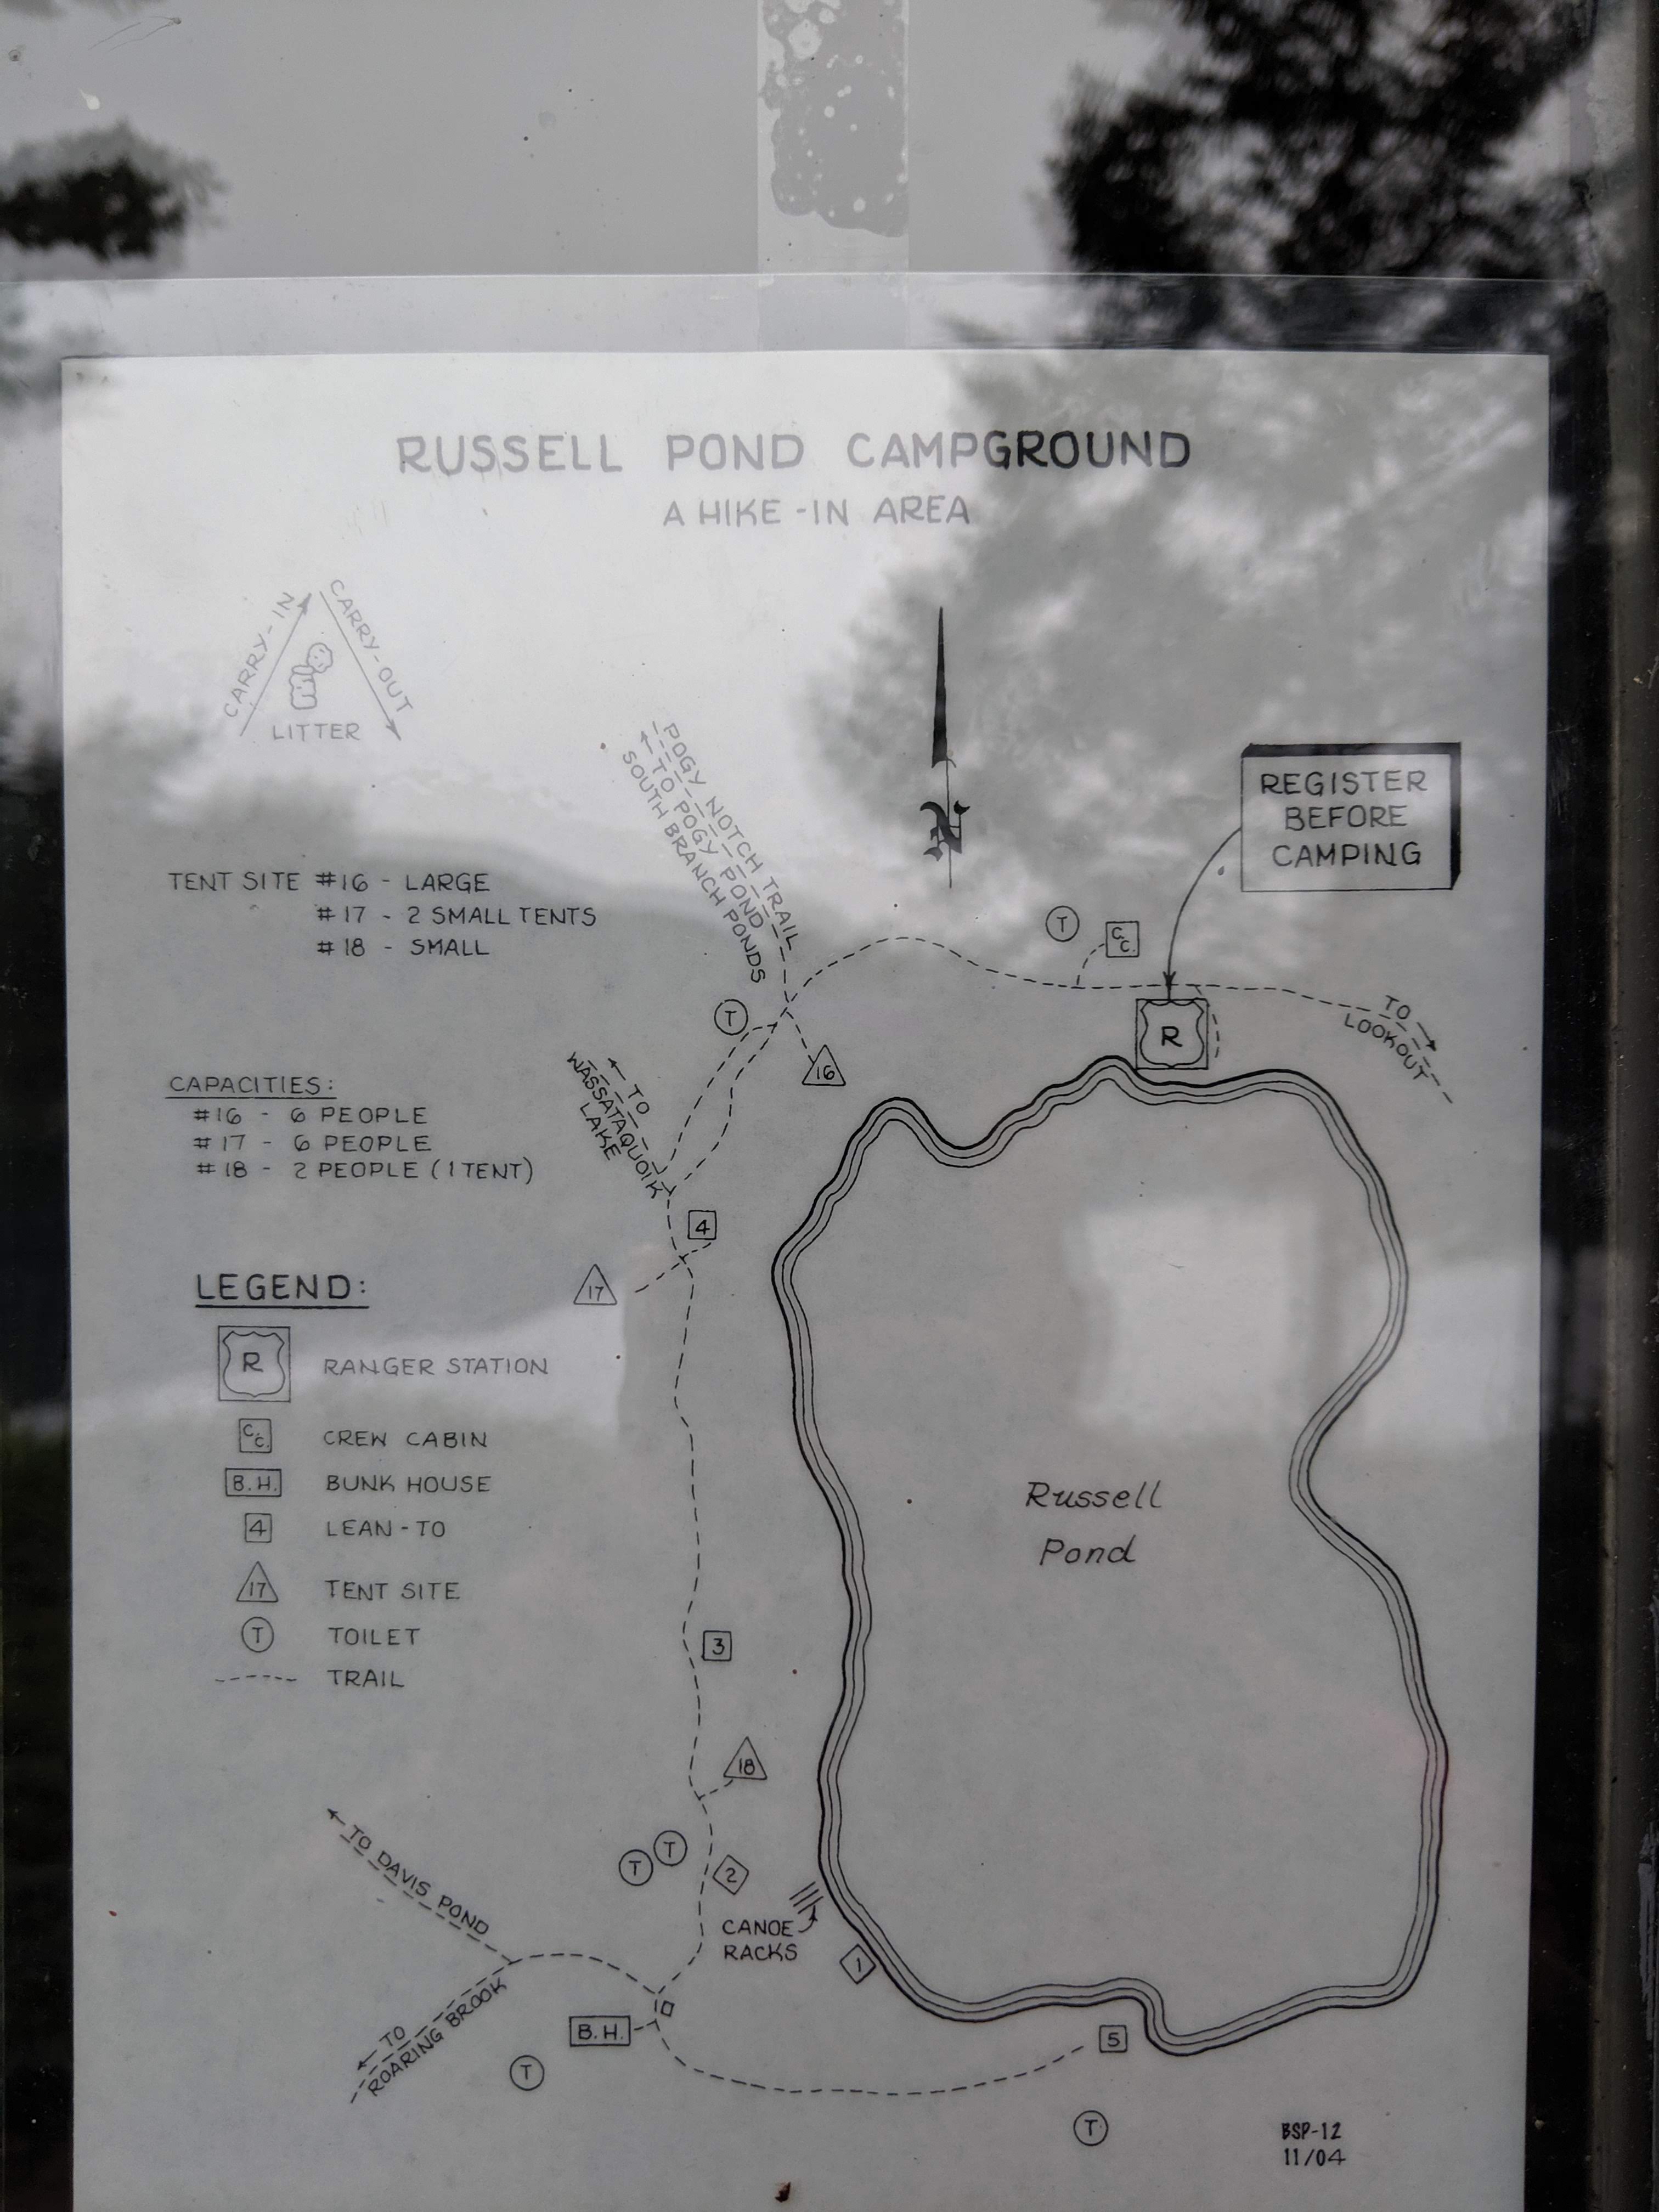 RUSSELL POND CAMPGROUND
A HIKE-IN AREA
CARRY-IN
CARRY-OUT
LITTER
POGY NOTCH TRAIL
TO POGY POND
SOUTH BRANCH PONDS
N
REGISTER
BEFORE
CAMPING
TENT SITE #16 - LARGE
#17 - 2 SMALL TENTS
#18 - SMALL
T
C.C.
R
TO
LOOKOUT
T
16
TO
WASSATAQUOIK
LAKE
CAPACITIES:
#16 - 6 PEOPLE
#17 - 6 PEOPLE
#18 - 2 PEOPLE (1 TENT)
4
17
LEGEND:
R RANGER STATION
C.C. CREW CABIN
B.H. BUNK HOUSE
4 LEAN-TO
17 TENT SITE
T TOILET
TRAIL
Russell
Pond
3
18
T
T
2
TO DAVIS POND
CANOE
RACKS
1
TO
ROARING BROOK
B.H.
T
5
T
BSP-12
11/04